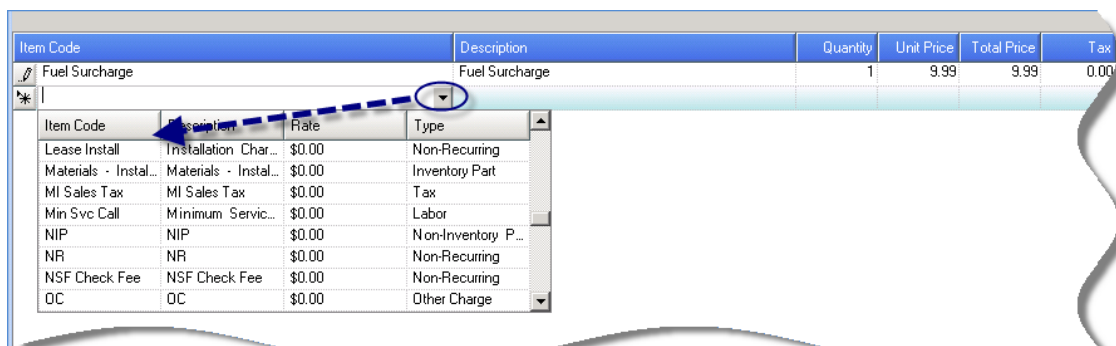 Item Code Description Quantity Unit Price Total Price Tax
Fuel Surcharge Fuel Surcharge 1 9.99 9.99 0.00
Item Code Description Rate Type
Lease Install Installation Char... $0.00 Non-Recurring
Materials - Instal... Materials - Instal... $0.00 Inventory Part
MI Sales Tax MI Sales Tax $0.00 Tax
Min Svc Call Minimum Servic... $0.00 Labor
NIP NIP $0.00 Non-Inventory P...
NR NR $0.00 Non-Recurring
NSF Check Fee NSF Check Fee $0.00 Non-Recurring
OC OC $0.00 Other Charge